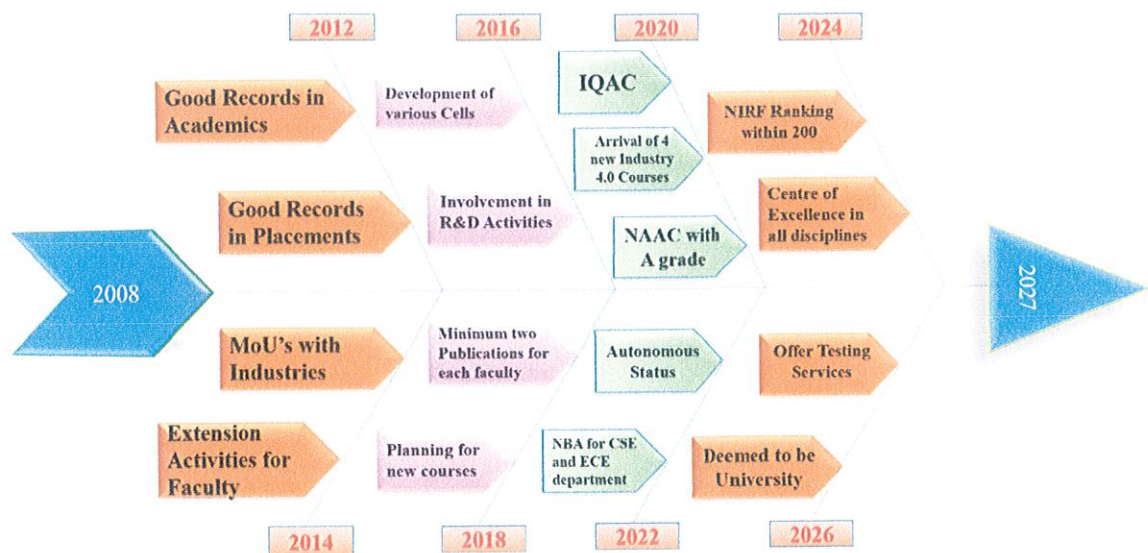 2012
2016
2020
2024
Good Records in
Academics
Development of
various Cells
IQAC
Arrival of 4
new Industry
4.0 Courses
NIRF Ranking
within 200
Good Records
in Placements
Involvement in
R&D Activities
NAAC with
A grade
Centre of
Excellence in
all disciplines
2008
2027
MoU's with
Industries
Minimum two
Publications for
each faculty
Autonomous
Status
Offer Testing
Services
Extension
Activities for
Faculty
Planning for
new courses
NBA for CSE
and ECE
department
Deemed to be
University
2014
2018
2022
2026